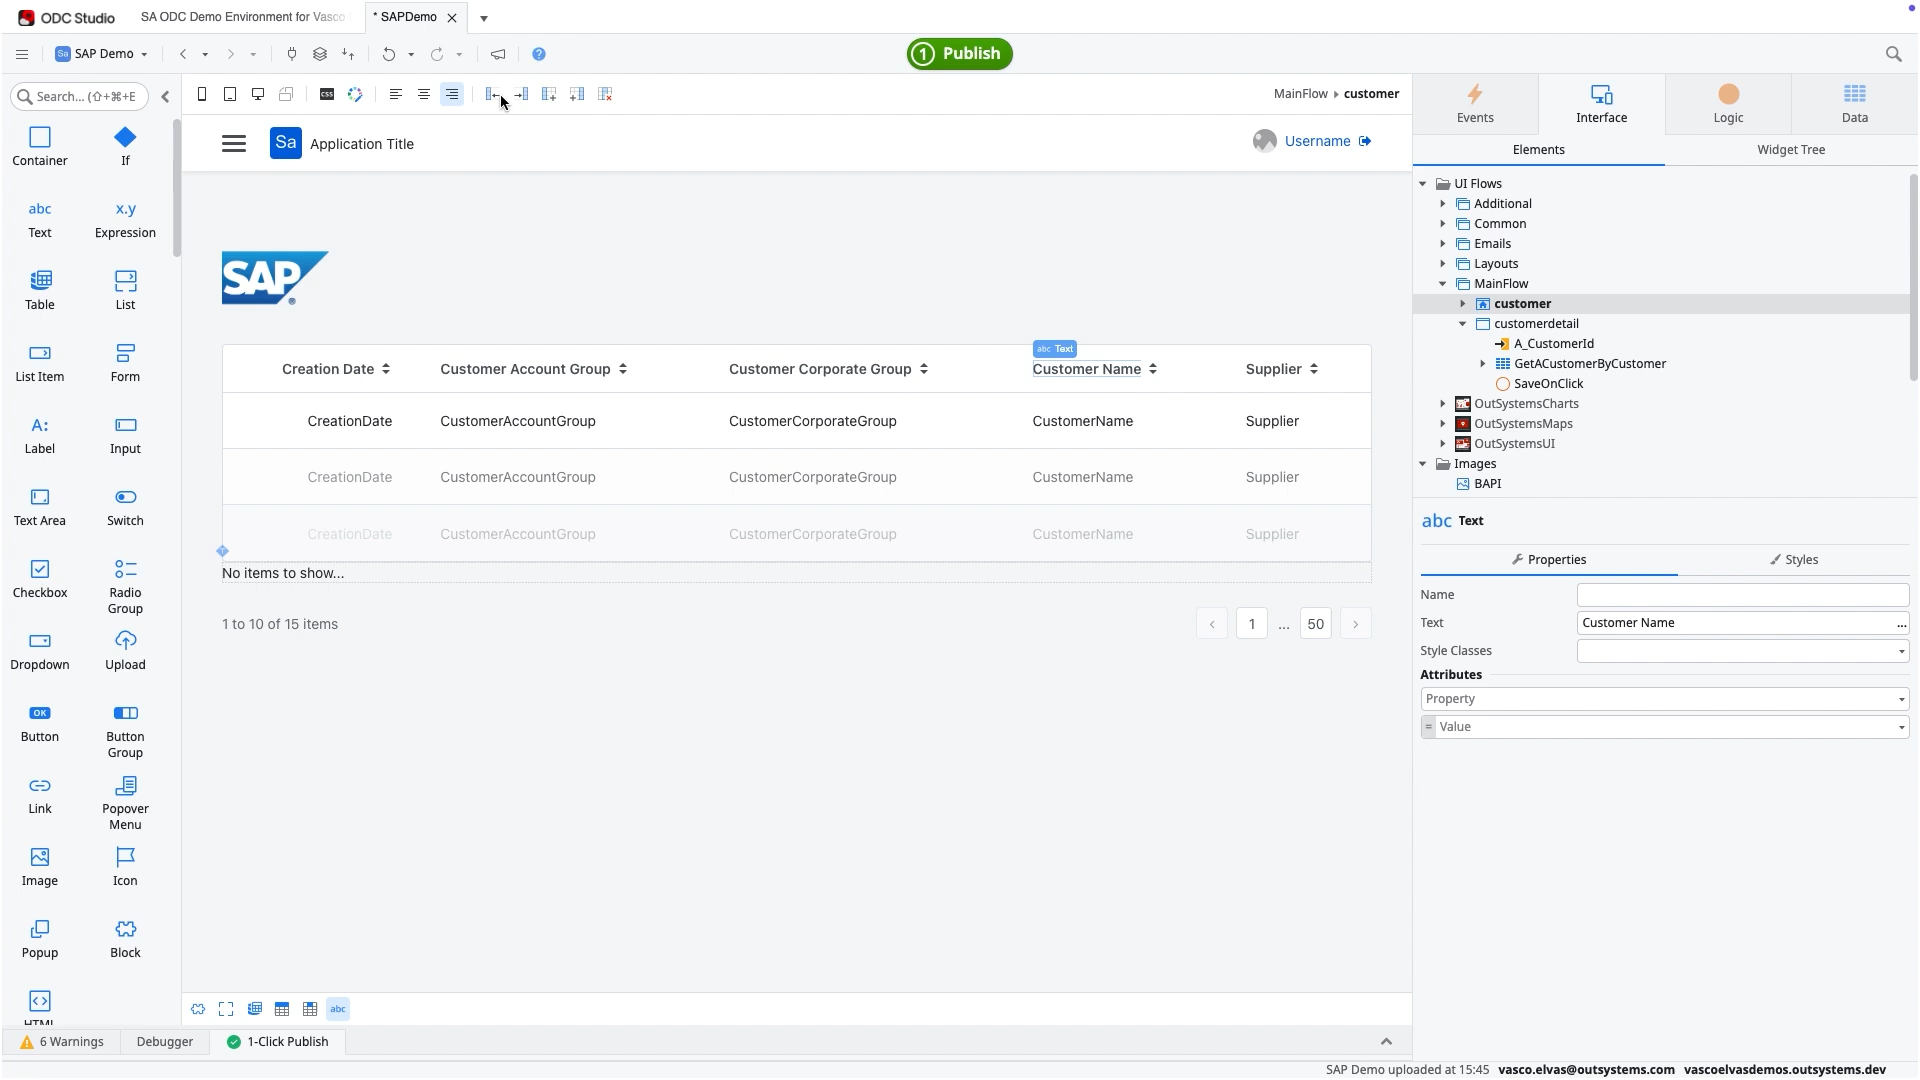 ODC Studio
SA ODC Demo Environment for Vasco
* SAPDemo
Sa SAP Demo
1 Publish
Search... (⇧+⌘+E
CSS
MainFlow customer
Events Interface Logic Data
Container If
abc x.y
Text Expression
Table List
List Item Form
A:
Label Input
Text Area Switch
Checkbox Radio
Group
Dropdown Upload
OK
Button Button
Group
Link Popover
Menu
Image Icon
Popup Block
HTML
Sa Application Title
Username
SAP ®
abc Text
Creation Date Customer Account Group Customer Corporate Group Customer Name Supplier
CreationDate CustomerAccountGroup CustomerCorporateGroup CustomerName Supplier
CreationDate CustomerAccountGroup CustomerCorporateGroup CustomerName Supplier
CreationDate CustomerAccountGroup CustomerCorporateGroup CustomerName Supplier
No items to show...
1 to 10 of 15 items
‹ 1 ... 50 ›
abc
Elements Widget Tree
UI Flows
Additional
Common
Emails
Layouts
MainFlow
customer
customerdetail
A_CustomerId
GetACustomerByCustomer
SaveOnClick
OutSystemsCharts
OutSystemsMaps
OutSystemsUI
Images
BAPI
abc Text
Properties Styles
Name
Text Customer Name ...
Style Classes
Attributes
Property
= Value
6 Warnings Debugger 1-Click Publish
SAP Demo uploaded at 15:45 vasco.elvas@outsystems.com vascoelvasdemos.outsystems.dev